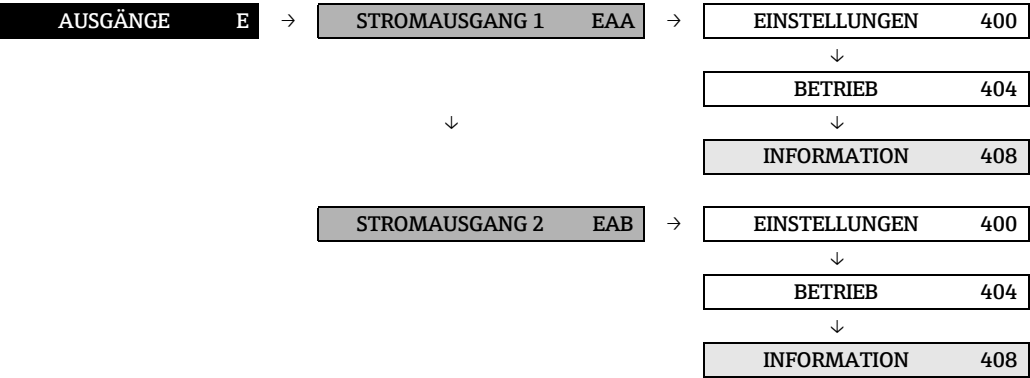 AUSGÄNGE E → STROMAUSGANG 1 EAA → EINSTELLUNGEN 400
↓
BETRIEB 404
↓ ↓
INFORMATION 408
STROMAUSGANG 2 EAB → EINSTELLUNGEN 400
↓
BETRIEB 404
↓
INFORMATION 408